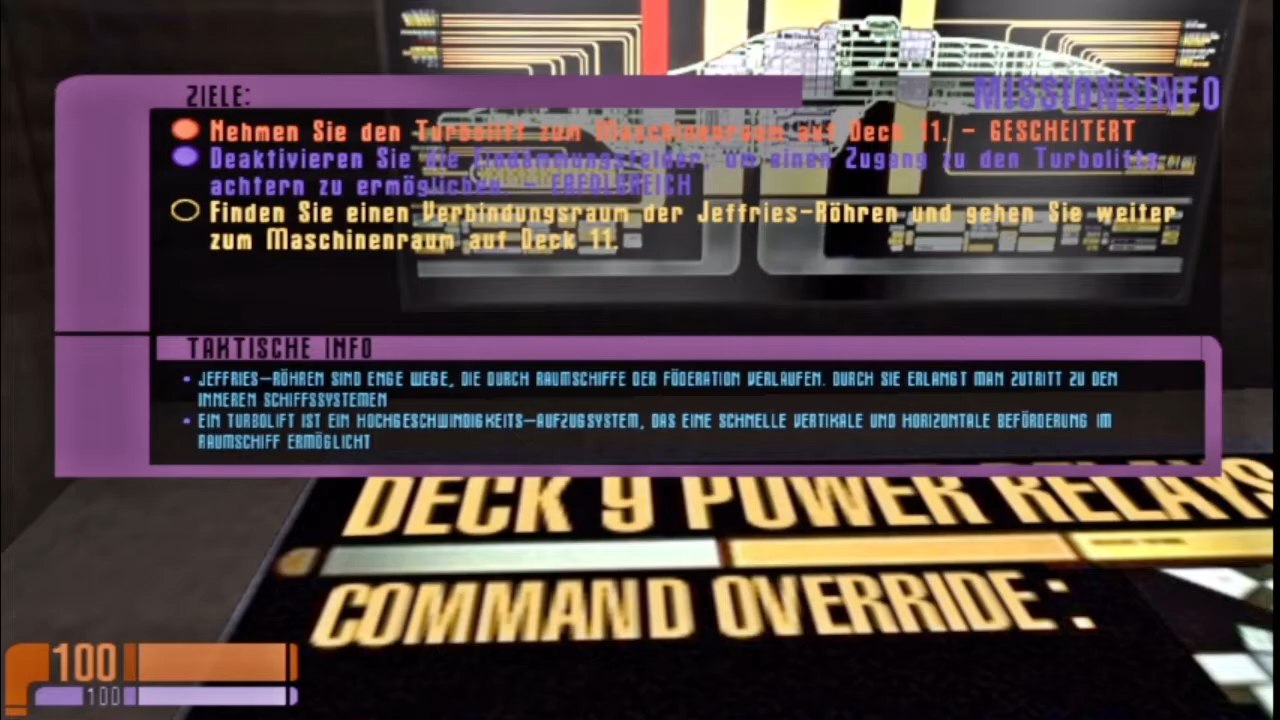 ZIELE:
MISSIONSINFO
Nehmen Sie den Turbolift zum Maschinenraum auf Deck 11. – GESCHEITERT
Deaktivieren Sie die Eindämmungsfelder, um einen Zugang zu den Turbolifts
achtern zu ermöglichen. – ERFOLGREICH
Finden Sie einen Verbindungsraum der Jeffries–Röhren und gehen Sie weiter
zum Maschinenraum auf Deck 11.
TAKTISCHE INFO
• JEFFRIES–RÖHREN SIND ENGE WEGE, DIE DURCH RAUMSCHIFFE DER FÖDERATION VERLAUFEN. DURCH SIE ERLANGT MAN ZUTRITT ZU DEN
INNEREN SCHIFFSSYSTEMEN
• EIN TURBOLIFT IST EIN HOCHGESCHWINDIGKEITS–AUFZUGSYSTEM, DAS EINE SCHNELLE VERTIKALE UND HORIZONTALE BEFÖRDERUNG IM
RAUMSCHIFF ERMÖGLICHT
DECK 9 POWER RELAYS
COMMAND OVERRIDE:
100
100